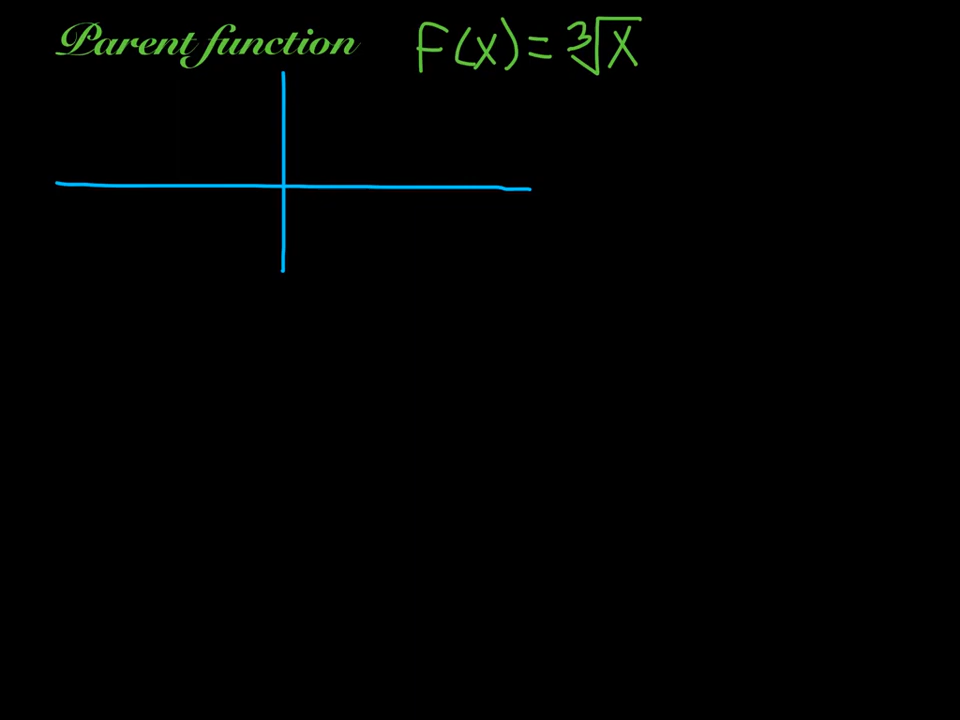 Parent function F(x) = ∛x